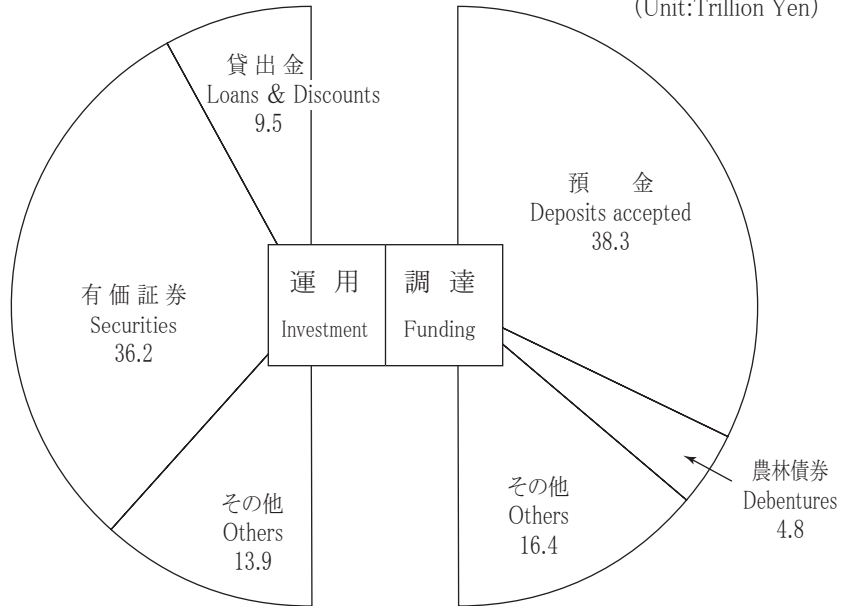 (Unit:Trillion Yen)
貸出金
Loans & Discounts
9.5
預 金
Deposits accepted
38.3
有価証券
Securities
36.2
運 用
Investment
調 達
Funding
その他
Others
13.9
その他
Others
16.4
農林債券
Debentures
4.8